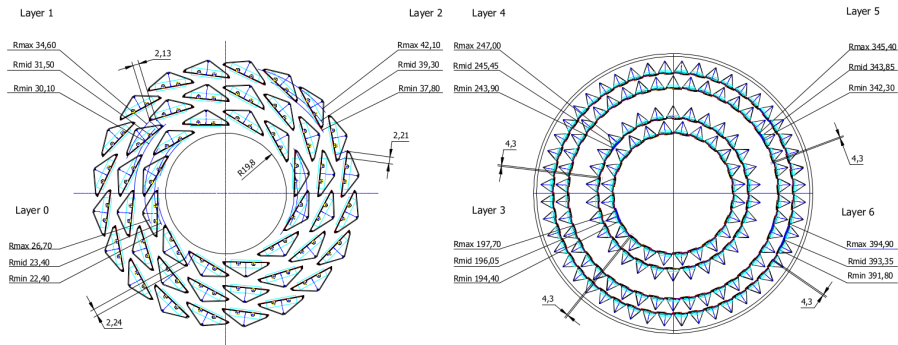 Layer 1
Layer 2
Layer 4
Layer 5
Rmax 34,60
Rmid 31,50
Rmin 30,10
2,13
Rmax 42,10
Rmid 39,30
Rmin 37,80
Rmax 247,00
Rmid 245,45
Rmin 243,90
Rmax 345,40
Rmid 343,85
Rmin 342,30
2,21
R19,8
4,3
4,3
Layer 0
Layer 3
Layer 6
Rmax 26,70
Rmid 23,40
Rmin 22,40
Rmax 197,70
Rmid 196,05
Rmin 194,40
Rmax 394,90
Rmid 393,35
Rmin 391,80
2,24
4,3
4,3